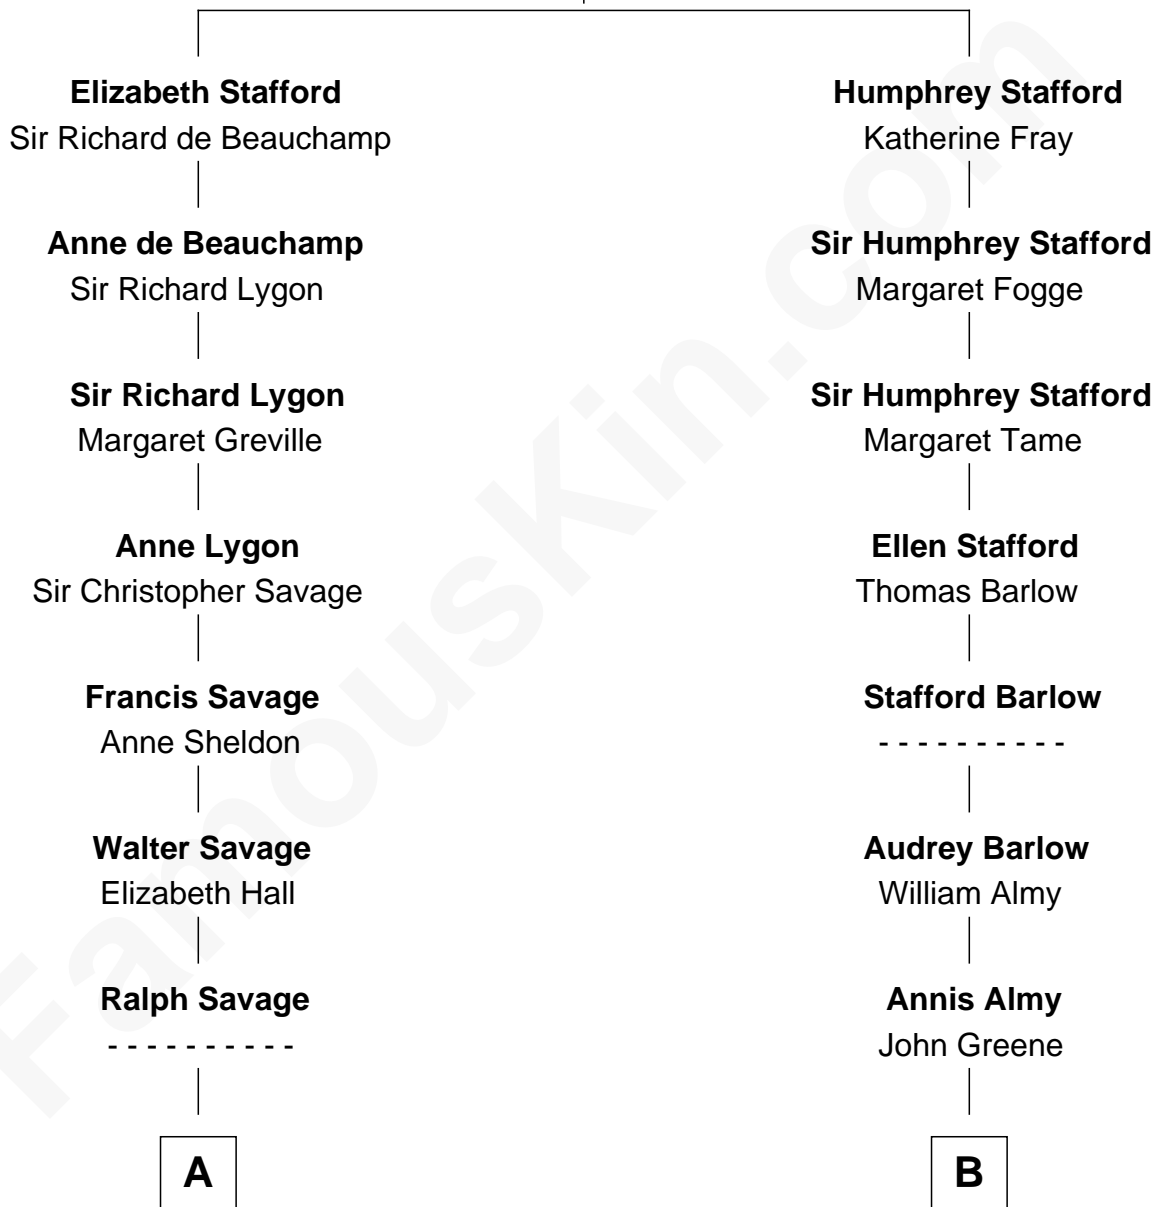 Elizabeth Stafford
Sir Richard de Beauchamp
Humphrey Stafford
Katherine Fray
Anne de Beauchamp
Sir Richard Lygon
Sir Humphrey Stafford
Margaret Fogge
Sir Richard Lygon
Margaret Greville
Sir Humphrey Stafford
Margaret Tame
Anne Lygon
Sir Christopher Savage
Ellen Stafford
Thomas Barlow
Francis Savage
Anne Sheldon
Stafford Barlow
- - - - - - - - - -
Walter Savage
Elizabeth Hall
Audrey Barlow
William Almy
Ralph Savage
- - - - - - - - - -
Annis Almy
John Greene
A
B
FamousKin.com